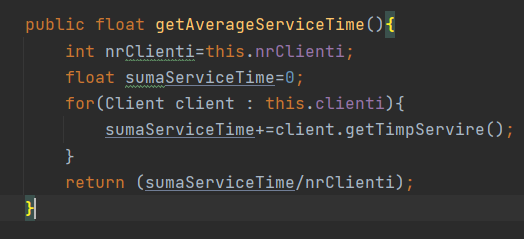 public float getAverageServiceTime(){
    int nrClienti=this.nrClienti;
    float sumaServiceTime=0;
    for(Client client : this.clienti){
        sumaServiceTime+=client.getTimpServire();
    }
    return (sumaServiceTime/nrClienti);
}